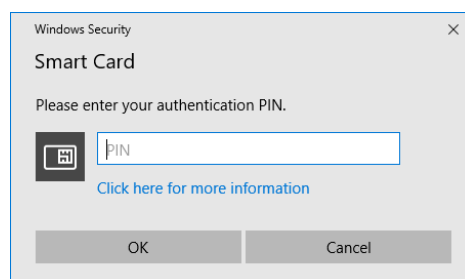 Windows Security
Smart Card
Please enter your authentication PIN.
PIN
Click here for more information
OK
Cancel